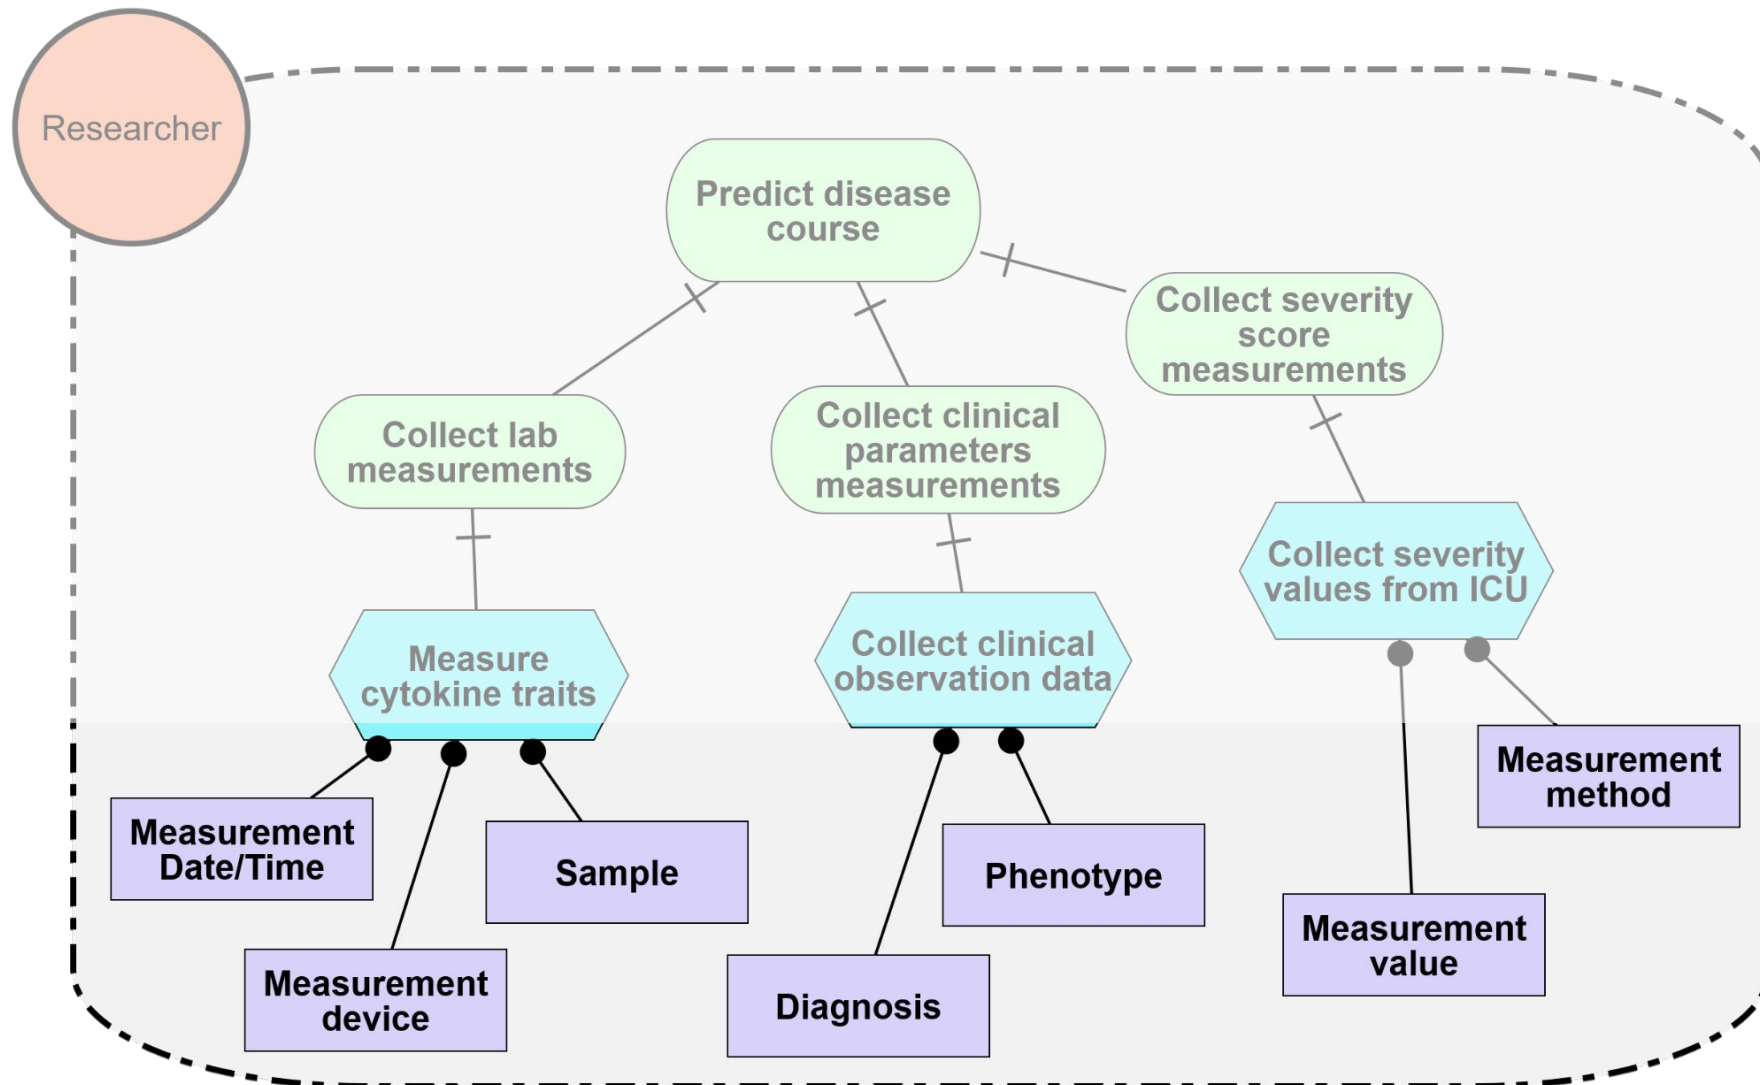 Researcher
Predict disease
course
Collect severity
score
measurements
Collect lab
measurements
Collect clinical
parameters
measurements
Collect severity
values from ICU
Measure
cytokine traits
Collect clinical
observation data
Measurement
method
Measurement
Date/Time
Sample
Phenotype
Measurement
value
Measurement
device
Diagnosis